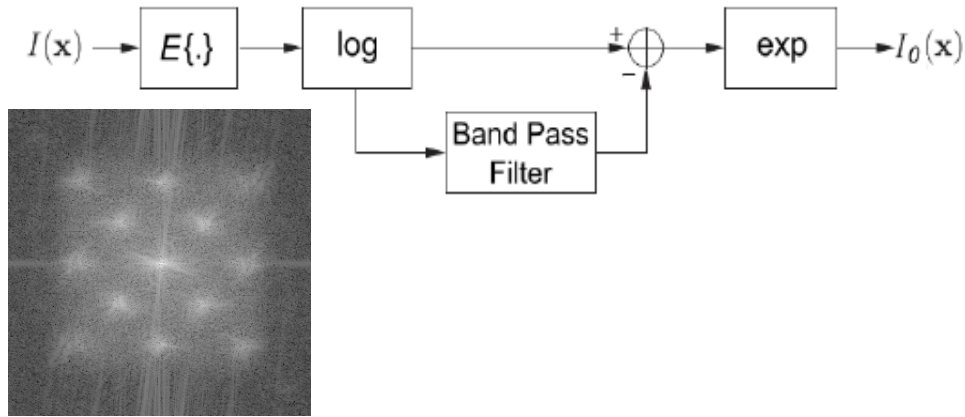 I(x) E{.} log + - exp I₀(x)
Band Pass
Filter